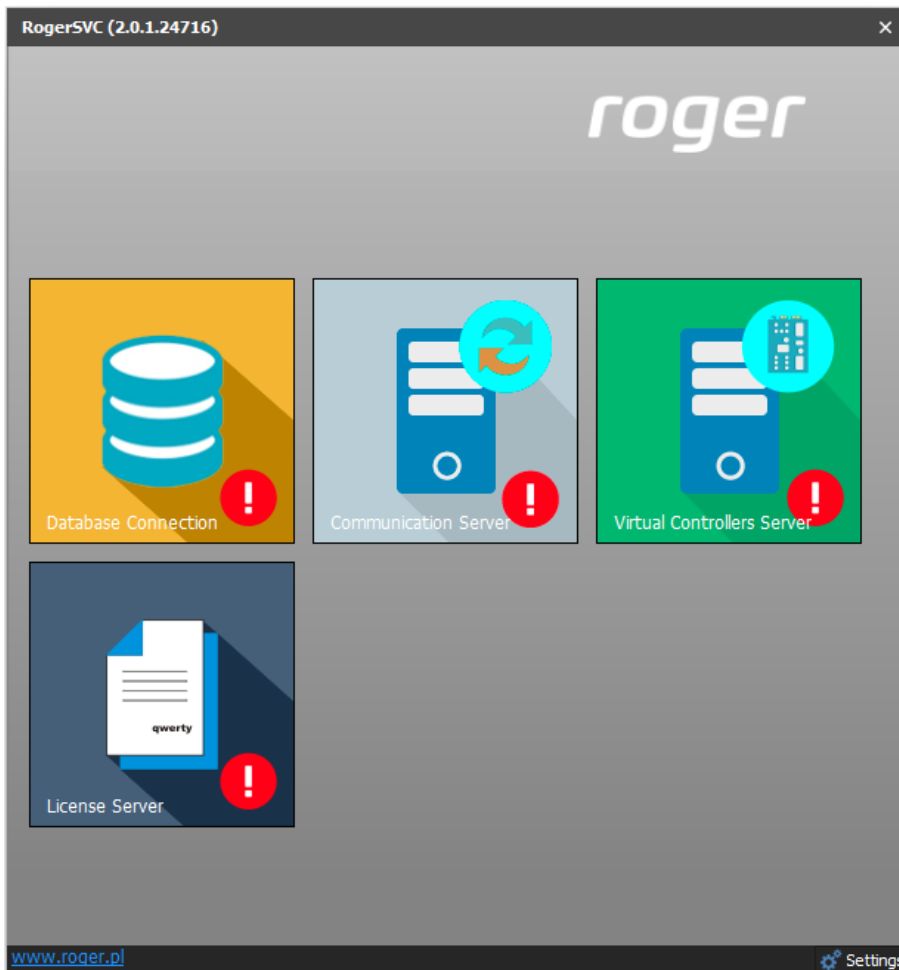 RogerSVC (2.0.1.24716)
roger
Database Connection
Communication Server
Virtual Controllers Server
qwerty
License Server
www.roger.pl
Settings